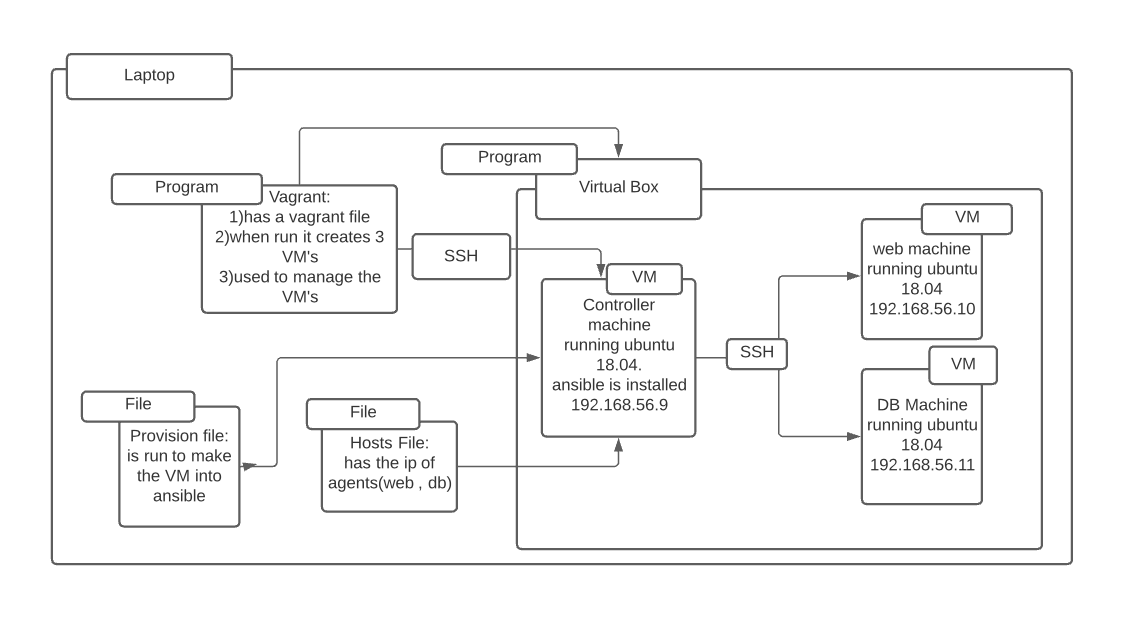 Laptop
Program
Virtual Box
Program
Vagrant:
1)has a vagrant file
2)when run it creates 3
VM's
3)used to manage the
VM's
SSH
VM
Controller
machine
running ubuntu
18.04.
ansible is installed
192.168.56.9
SSH
VM
web machine
running ubuntu
18.04
192.168.56.10
VM
DB Machine
running ubuntu
18.04
192.168.56.11
File
Provision file:
is run to make
the VM into
ansible
File
Hosts File:
has the ip of
agents(web , db)